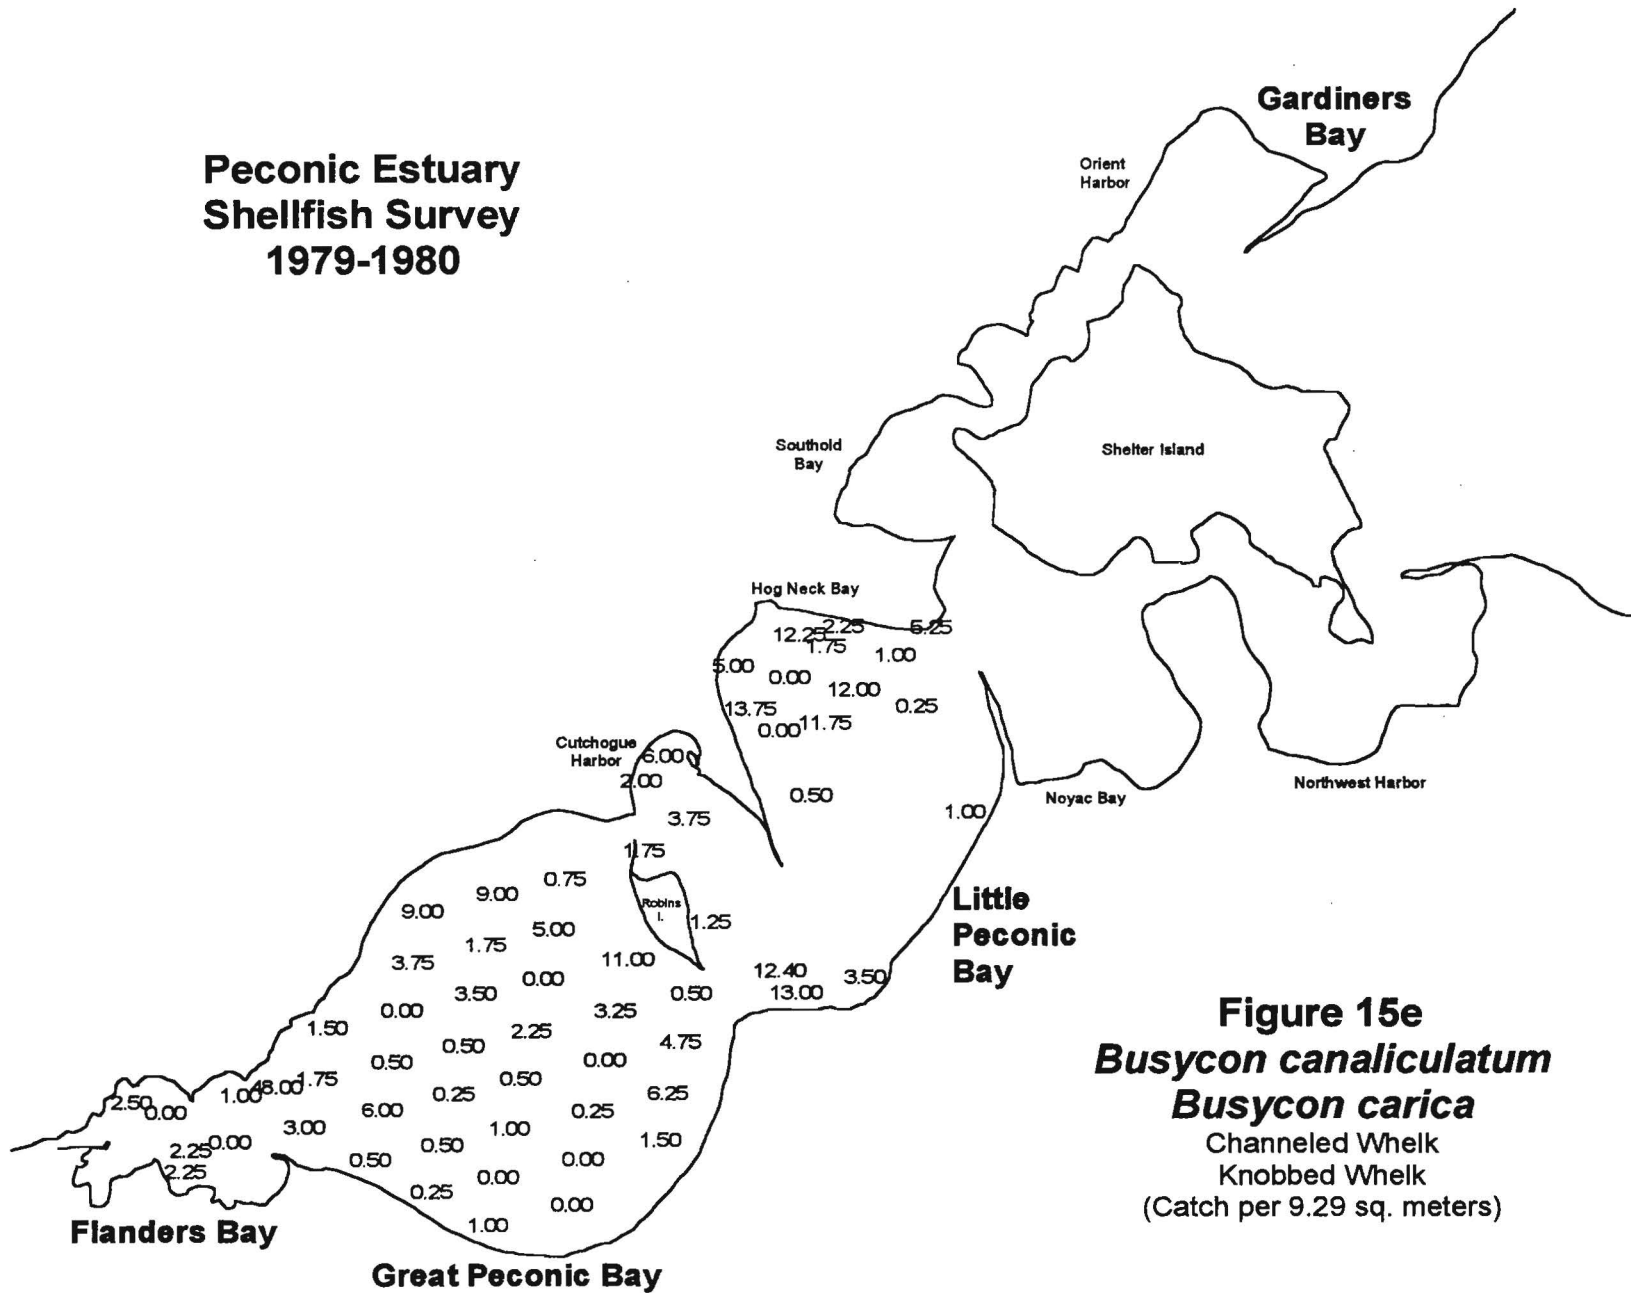 Peconic Estuary
Shellfish Survey
1979-1980
Gardiners
Bay
Orient
Harbor
Southold
Bay
Shelter Island
Hog Neck Bay
12.25
2.25
5.25
1.75
1.00
5.00
0.00
12.00
0.25
13.75
11.75
0.00
Cutchogue
Harbor
6.00
2.00
0.50
3.75
1.00
1.75
Noyac Bay
Northwest Harbor
Robins
I.
1.25
Little
Peconic
Bay
0.75
9.00
9.00
5.00
1.75
11.00
3.75
0.00
12.40
3.50
13.00
3.50
0.50
0.00
3.25
1.50
2.25
4.75
0.50
0.50
0.00
1.75
48.00
1.00
2.50
0.00
0.50
0.25
6.25
6.00
0.25
3.00
1.00
0.00
2.25
2.25
0.50
1.50
0.50
0.00
0.00
0.25
0.00
1.00
Flanders Bay
Great Peconic Bay
Figure 15e
Busycon canaliculatum
Busycon carica
Channeled Whelk
Knobbed Whelk
(Catch per 9.29 sq. meters)